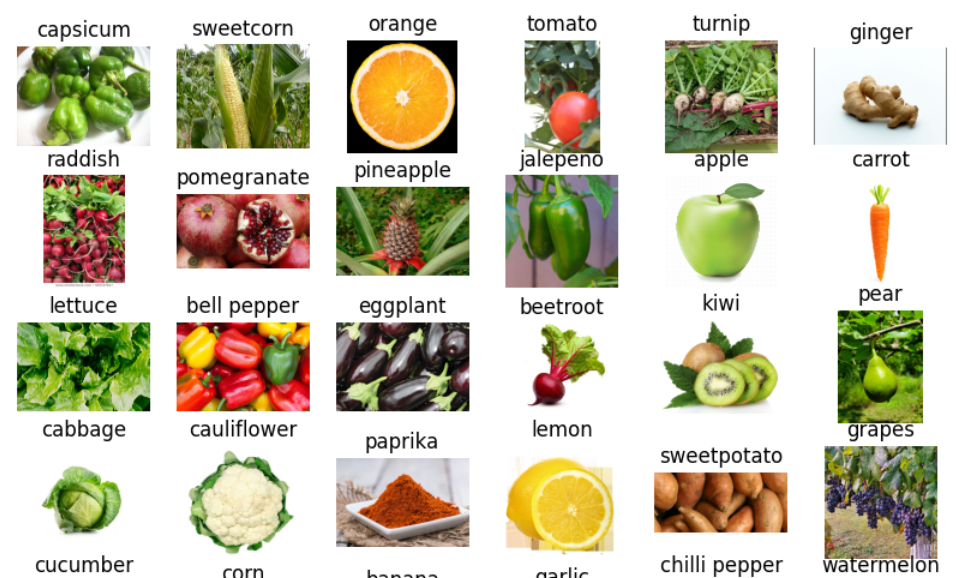 capsicum
sweetcorn
orange
tomato
turnip
ginger
raddish
pomegranate
pineapple
jalepeno
apple
carrot
lettuce
bell pepper
eggplant
beetroot
kiwi
pear
cabbage
cauliflower
paprika
lemon
sweetpotato
grapes
cucumber
corn
banana
garlic
chilli pepper
watermelon